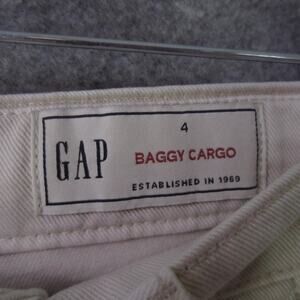 4
GAP
BAGGY CARGO
ESTABLISHED IN 1969